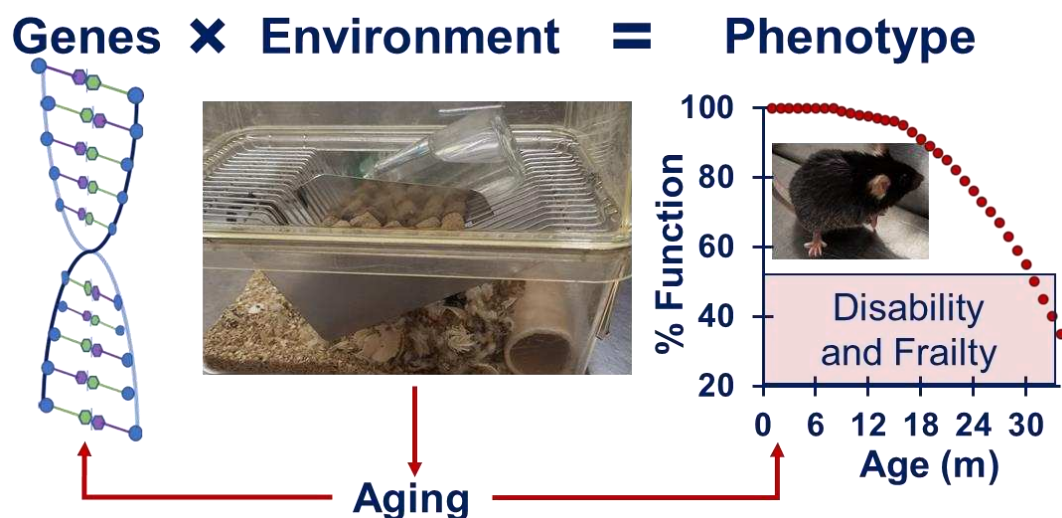 Genes × Environment = Phenotype
% Function
100
80
60
40
20
Disability
and Frailty
0 6 12 18 24 30
Age (m)
Aging